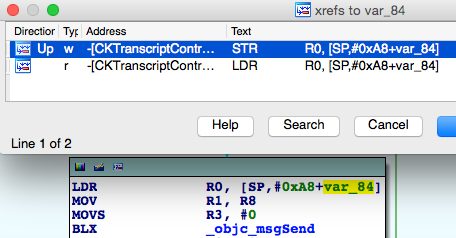 xrefs to var_84
Direction Typ Address Text
Up w -[CKTranscriptContr… STR R0, [SP,#0xA8+var_84]
r -[CKTranscriptContr… LDR R0, [SP,#0xA8+var_84]
Help Search Cancel
Line 1 of 2
LDR R0, [SP,#0xA8+var_84]
MOV R1, R8
MOVS R3, #0
BLX _objc_msgSend